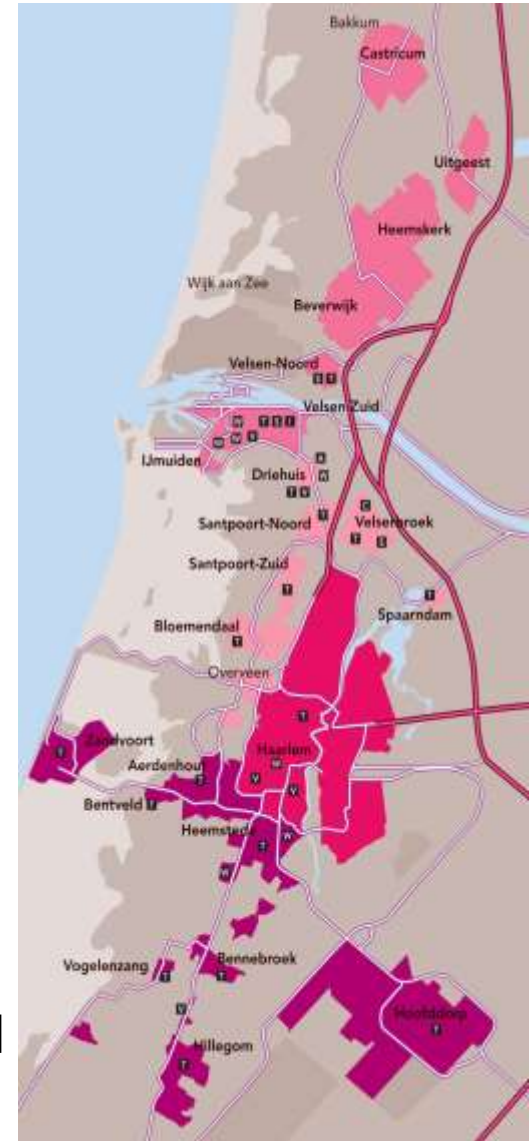 Bakkum
Castricum
Uitgeest
Heemskerk
Wijk aan Zee
Beverwijk
Velsen-Noord
S T
Velsen-Zuid
W T S I
W W V
IJmuiden
A
Driehuis W
T V
Santpoort-Noord T
C
Velserbroek
T S
Santpoort-Zuid
T
T
Spaarndam
Bloemendaal
T
Overveen
T
Zandvoort
Haarlem
W
Aerdenhout
V
V
Bentveld T
Heemstede
W
W
Vogelenzang
T
Bennebroek
T
V
Hoofddorp
T
Hillegom
T